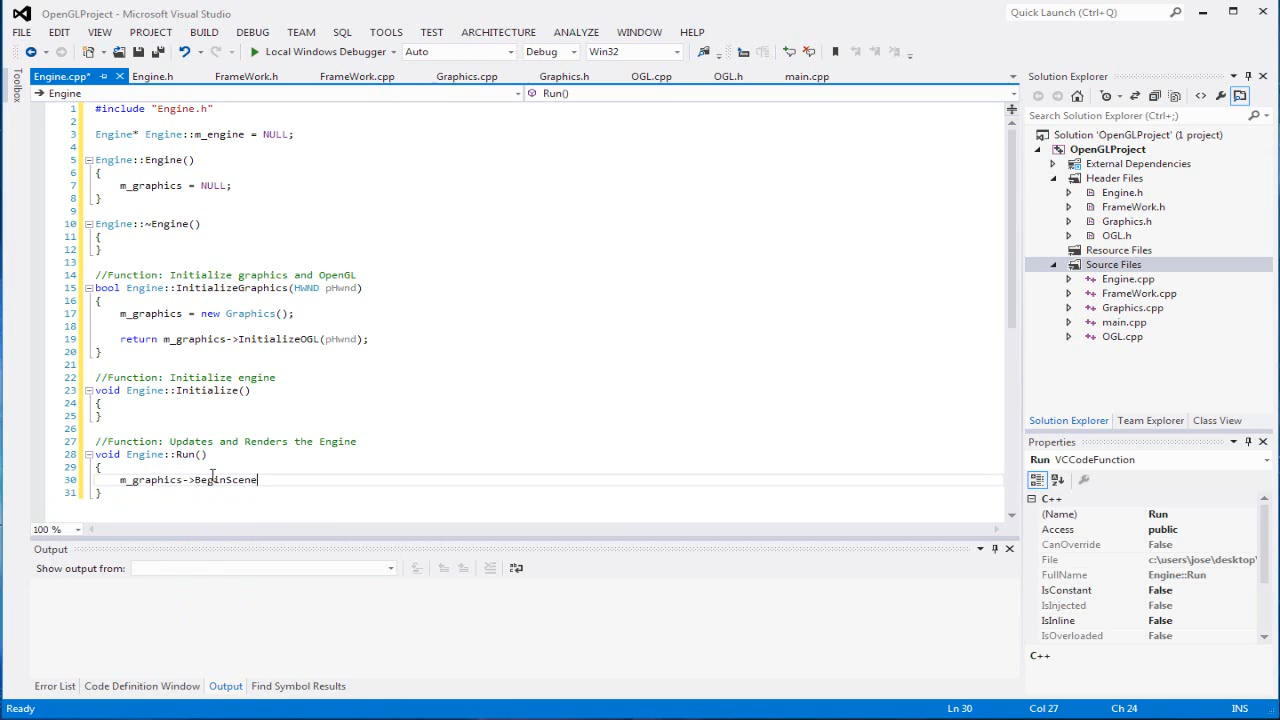 OpenGLProject - Microsoft Visual Studio
Quick Launch (Ctrl+Q)
FILE EDIT VIEW PROJECT BUILD DEBUG TEAM SQL TOOLS TEST ARCHITECTURE ANALYZE WINDOW HELP
Local Windows Debugger Auto Debug Win32
Toolbox
Engine.cpp* Engine.h FrameWork.h FrameWork.cpp Graphics.cpp Graphics.h OGL.cpp OGL.h main.cpp
Engine Run()
1 #include "Engine.h"
2
3 Engine* Engine::m_engine = NULL;
4
5 Engine::Engine()
6 {
7 m_graphics = NULL;
8 }
9
10 Engine::~Engine()
11 {
12 }
13
14 //Function: Initialize graphics and OpenGL
15 bool Engine::InitializeGraphics(HWND pHwnd)
16 {
17 m_graphics = new Graphics();
18
19 return m_graphics->InitializeOGL(pHwnd);
20 }
21
22 //Function: Initialize engine
23 void Engine::Initialize()
24 {
25 }
26
27 //Function: Updates and Renders the Engine
28 void Engine::Run()
29 {
30 m_graphics->BeginScene
31 }
100 %
Output
Show output from:
Error List Code Definition Window Output Find Symbol Results
Solution Explorer
Search Solution Explorer (Ctrl+;)
Solution 'OpenGLProject' (1 project)
OpenGLProject
External Dependencies
Header Files
Engine.h
FrameWork.h
Graphics.h
OGL.h
Resource Files
Source Files
Engine.cpp
FrameWork.cpp
Graphics.cpp
main.cpp
OGL.cpp
Solution Explorer Team Explorer Class View
Properties
Run VCCodeFunction
C++
(Name) Run
Access public
CanOverride False
File c:\users\jose\desktop\
FullName Engine::Run
IsConstant False
IsInjected False
IsInline False
IsOverloaded False
C++
Ready Ln 30 Col 27 Ch 24 INS